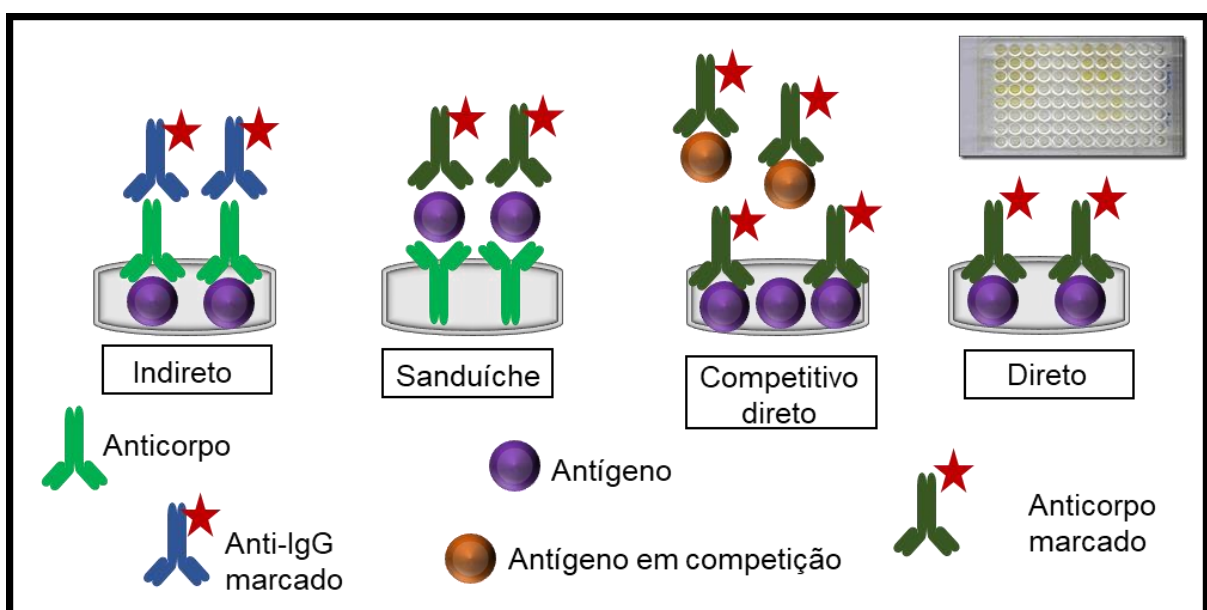 Indireto
Sanduíche
Competitivo
direto
Direto
Anticorpo
Antígeno
Anti-IgG
marcado
Antígeno em competição
Anticorpo
marcado